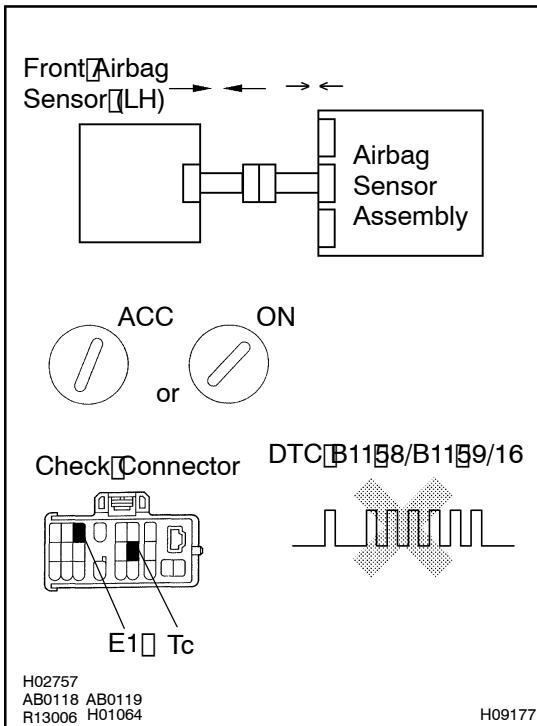 Front Airbag
Sensor (LH)
Airbag
Sensor
Assembly
ACC
ON
or
Check Connector
DTC B1158/B1159/16
E1
Tc
H02757
AB0118 AB0119
R13006 H01064
H09177